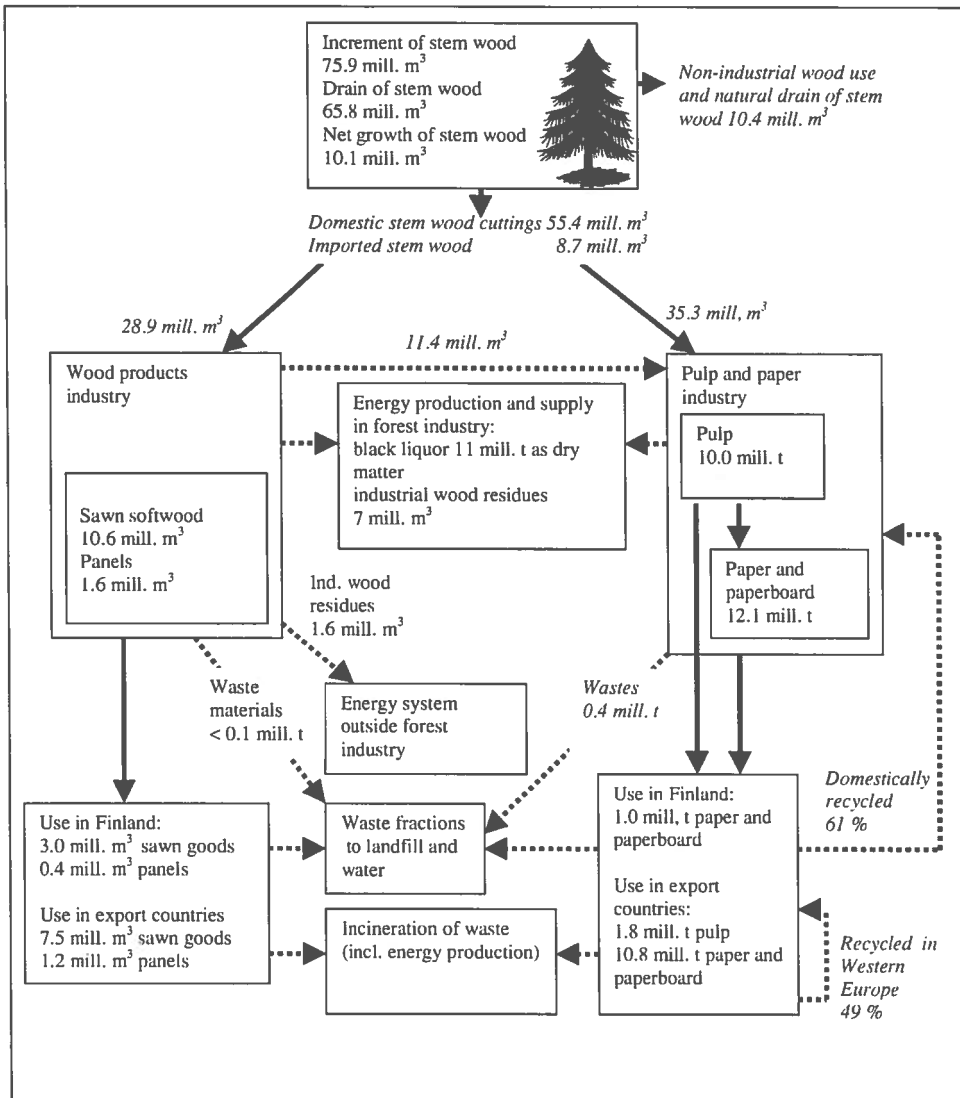 Increment of stem wood
75.9 mill. m³
Drain of stem wood
65.8 mill. m³
Net growth of stem wood
10.1 mill. m³
Non-industrial wood use
and natural drain of stem
wood 10.4 mill. m³
Domestic stem wood cuttings 55.4 mill. m³
Imported stem wood 8.7 mill. m³
28.9 mill. m³
35.3 mill, m³
11.4 mill. m³
Wood products
industry
Sawn softwood
10.6 mill. m³
Panels
1.6 mill. m³
Energy production and supply
in forest industry:
black liquor 11 mill. t as dry
matter
industrial wood residues
7 mill. m³
Pulp and paper
industry
Pulp
10.0 mill. t
Paper and
paperboard
12.1 mill. t
Ind. wood
residues
1.6 mill. m³
Waste
materials
< 0.1 mill. t
Energy system
outside forest
industry
Wastes
0.4 mill. t
Domestically
recycled
61 %
Use in Finland:
3.0 mill. m³ sawn goods
0.4 mill. m³ panels
Use in export countries
7.5 mill. m³ sawn goods
1.2 mill. m³ panels
Waste fractions
to landfill and
water
Incineration of waste
(incl. energy production)
Use in Finland:
1.0 mill, t paper and
paperboard
Use in export
countries:
1.8 mill. t pulp
10.8 mill. t paper and
paperboard
Recycled in
Western
Europe
49 %